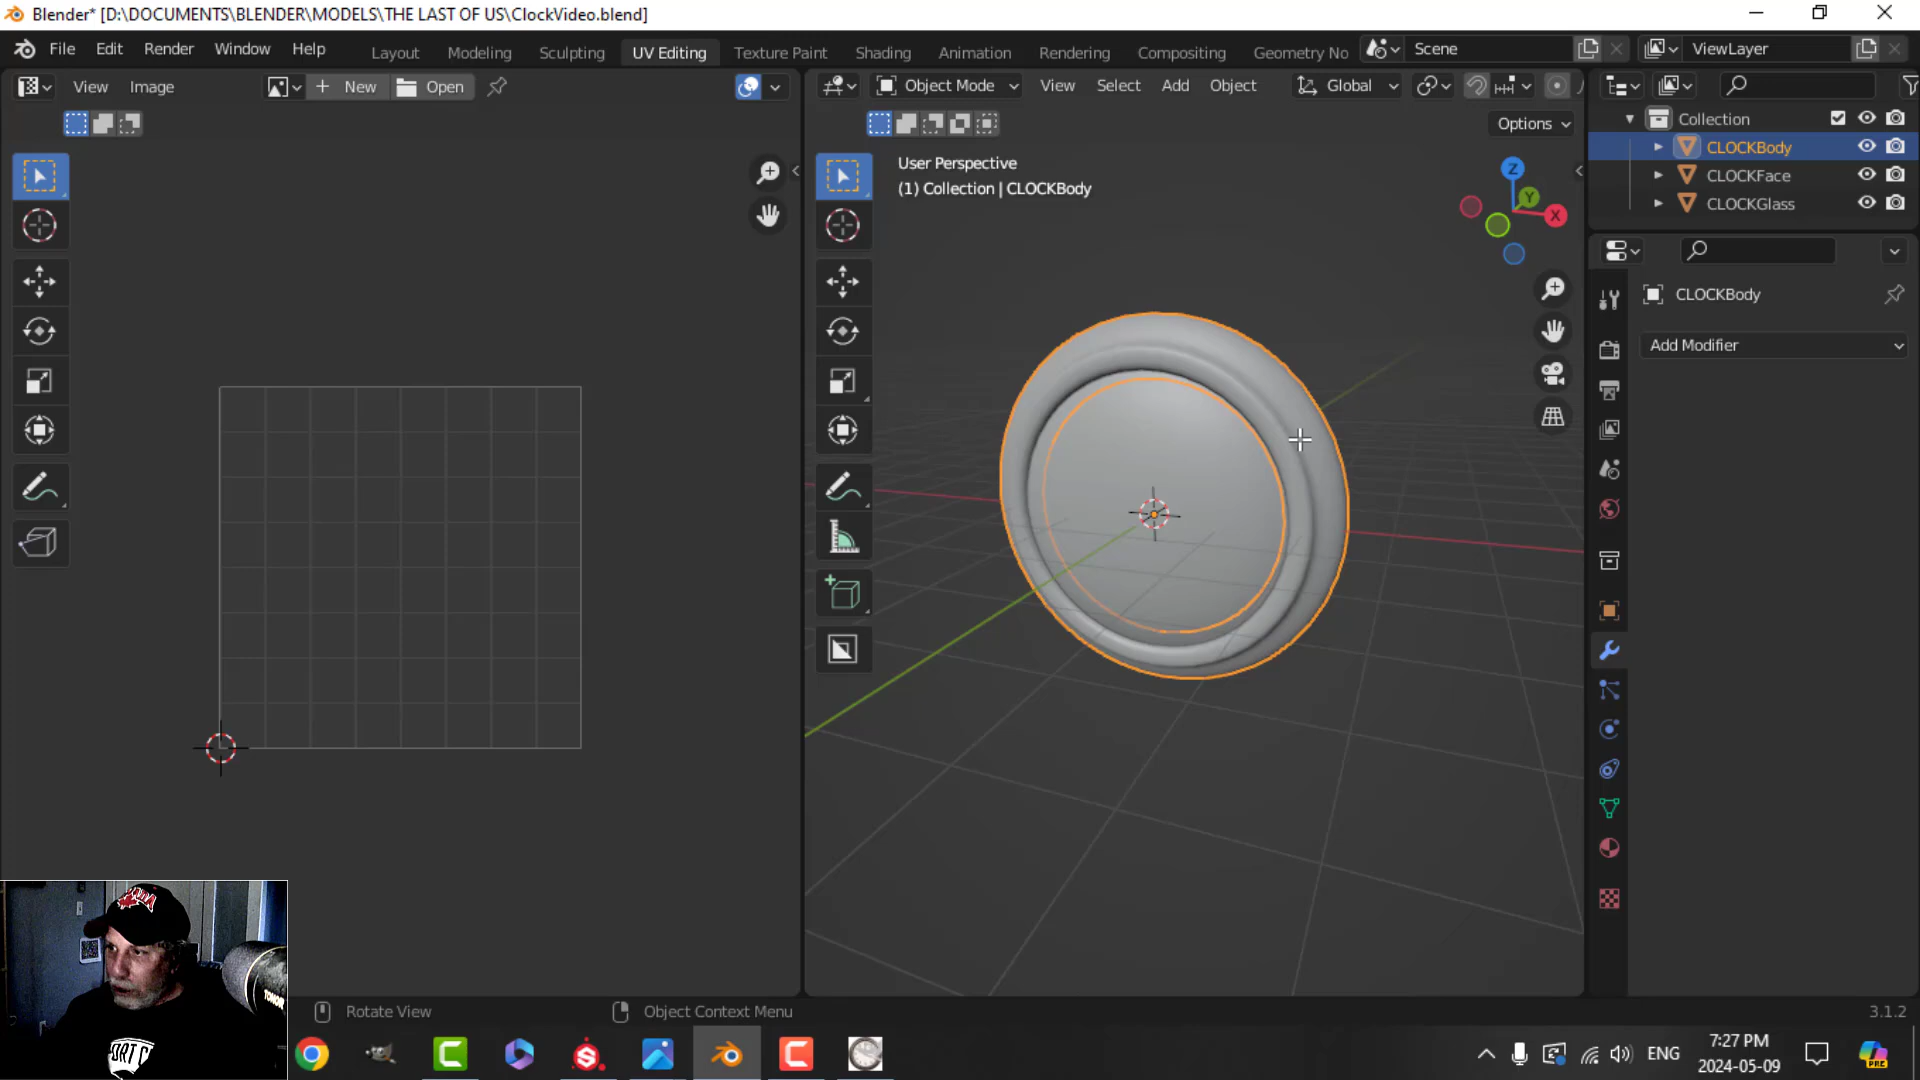 Blender* [D:\DOCUMENTS\BLENDER\MODELS\THE LAST OF US\ClockVideo.blend]
File Edit Render Window Help
Layout Modeling Sculpting UV Editing Texture Paint Shading Animation Rendering Compositing Geometry No
Scene
ViewLayer
View Image
New
Open
Object Mode
View Select Add Object
Global
Options
User Perspective
(1) Collection | CLOCKBody
Z
Y
X
Collection
CLOCKBody
CLOCKFace
CLOCKGlass
CLOCKBody
Add Modifier
Rotate View
Object Context Menu
3.1.2
ENG
7:27 PM
2024-05-09
PRE